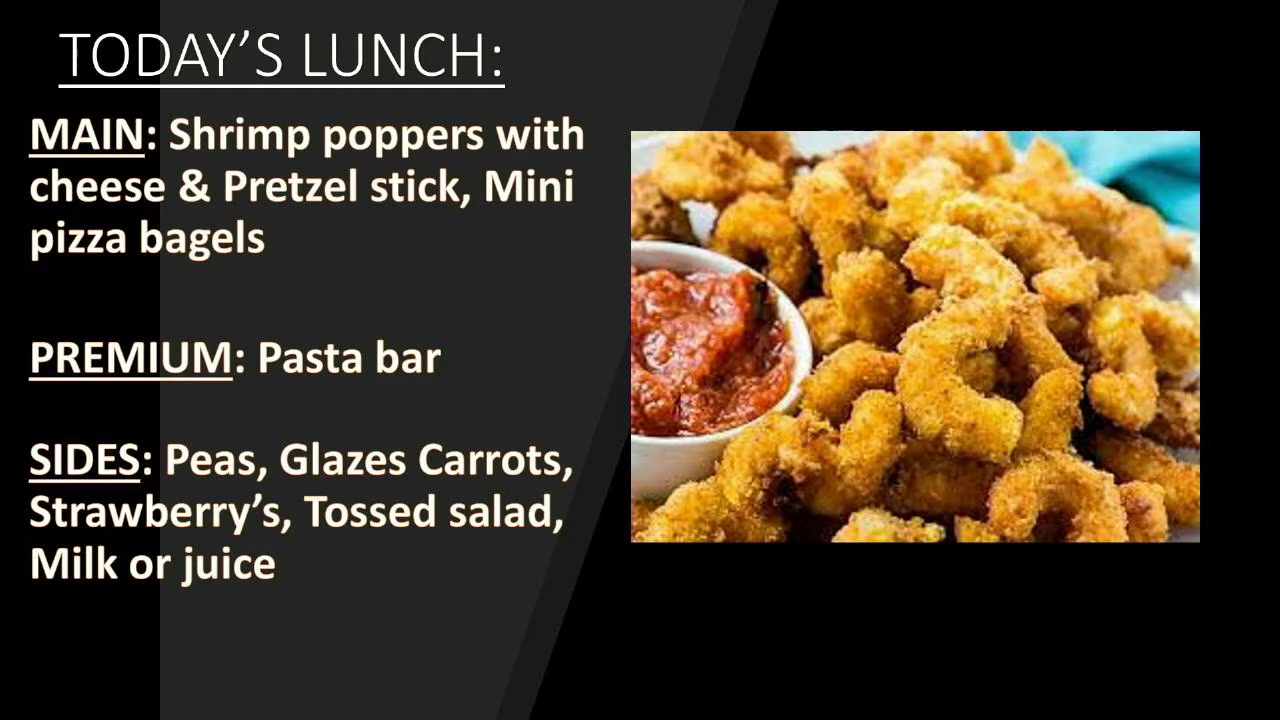 TODAY’S LUNCH:
MAIN: Shrimp poppers with
cheese & Pretzel stick, Mini
pizza bagels
PREMIUM: Pasta bar
SIDES: Peas, Glazes Carrots,
Strawberry’s, Tossed salad,
Milk or juice